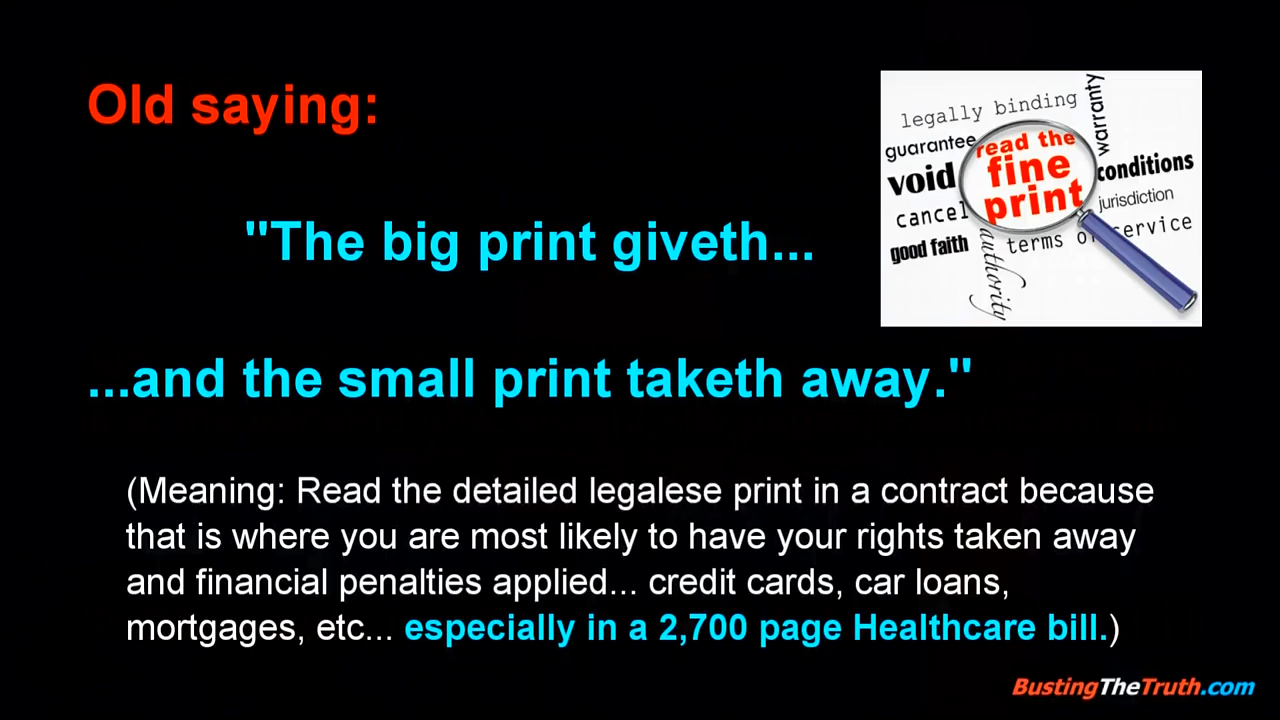 Old saying:
"The big print giveth...
...and the small print taketh away."
legally binding
warranty
guarantee
read the
fine
print
void
conditions
cancel
jurisdiction
good faith
terms of service
authority
(Meaning: Read the detailed legalese print in a contract because
that is where you are most likely to have your rights taken away
and financial penalties applied... credit cards, car loans,
mortgages, etc... especially in a 2,700 page Healthcare bill.)
BustingTheTruth.com